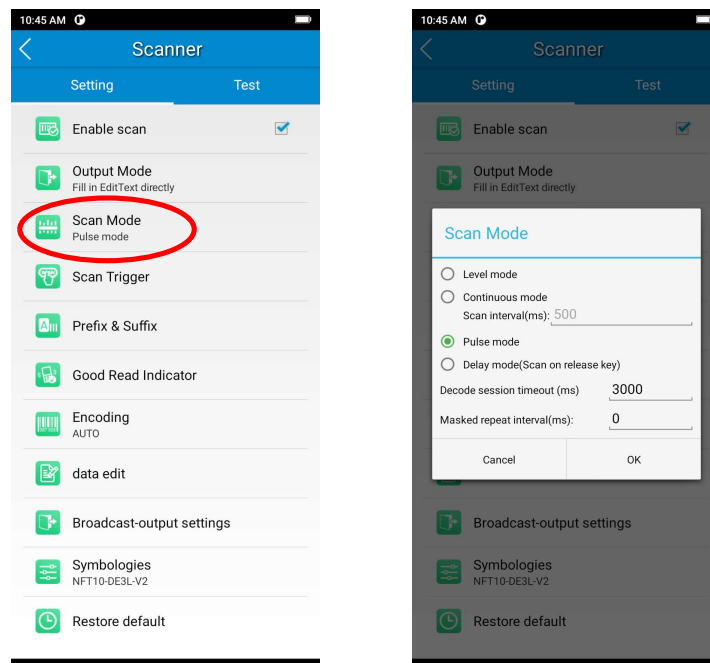 10:45 AM
Scanner
Setting Test
Enable scan
Output Mode
Fill in EditText directly
Scan Mode
Pulse mode
Scan Trigger
Prefix & Suffix
Good Read Indicator
Encoding
AUTO
data edit
Broadcast-output settings
Symbologies
NFT10-DE3L-V2
Restore default
10:45 AM
Scanner
Setting Test
Enable scan
Output Mode
Fill in EditText directly
Scan Mode
Level mode
Continuous mode
Scan interval(ms): 500
Pulse mode
Delay mode(Scan on release key)
Decode session timeout (ms) 3000
Masked repeat interval(ms): 0
Cancel OK
Broadcast-output settings
Symbologies
NFT10-DE3L-V2
Restore default